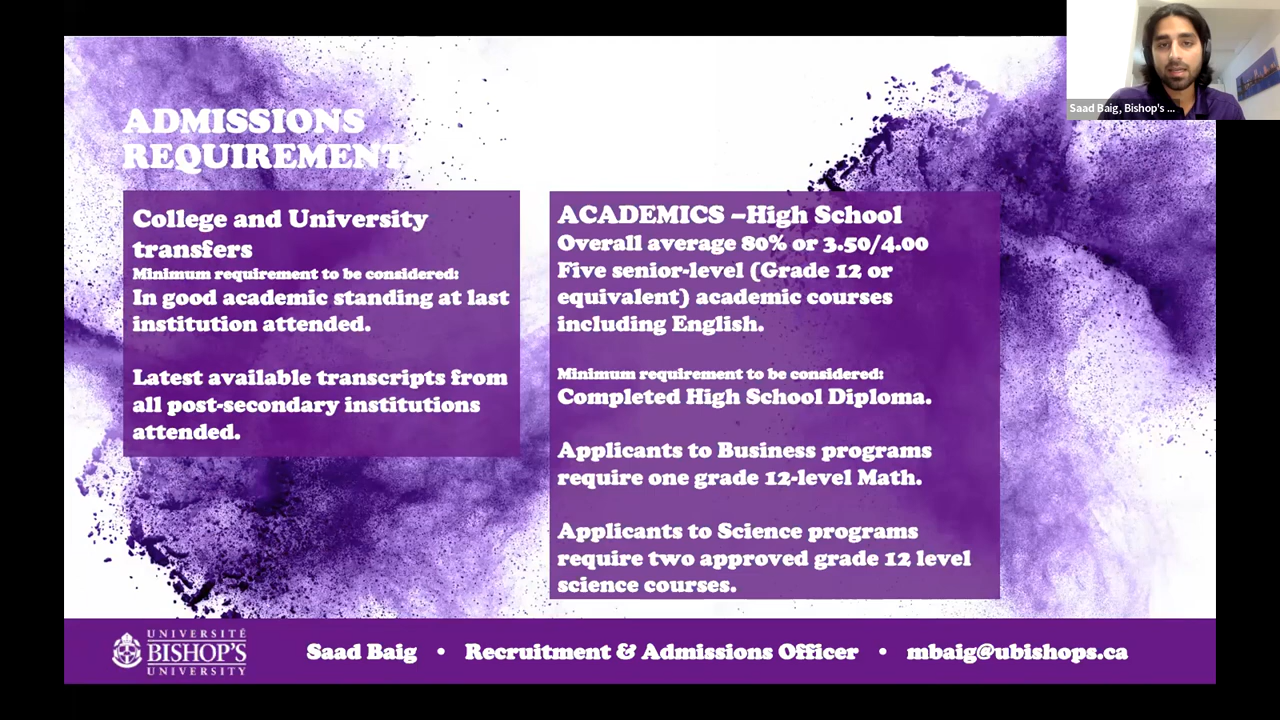 Saad Baig, Bishop's ...
ADMISSIONS
REQUIREMENT
College and University
transfers
Minimum requirement to be considered:
In good academic standing at last
institution attended.
Latest available transcripts from
all post-secondary institutions
attended.
ACADEMICS –High School
Overall average 80% or 3.50/4.00
Five senior-level (Grade 12 or
equivalent) academic courses
including English.
Minimum requirement to be considered:
Completed High School Diploma.
Applicants to Business programs
require one grade 12-level Math.
Applicants to Science programs
require two approved grade 12 level
science courses.
UNIVERSITÉ
BISHOP'S
UNIVERSITY
Saad Baig • Recruitment & Admissions Officer • mbaig@ubishops.ca